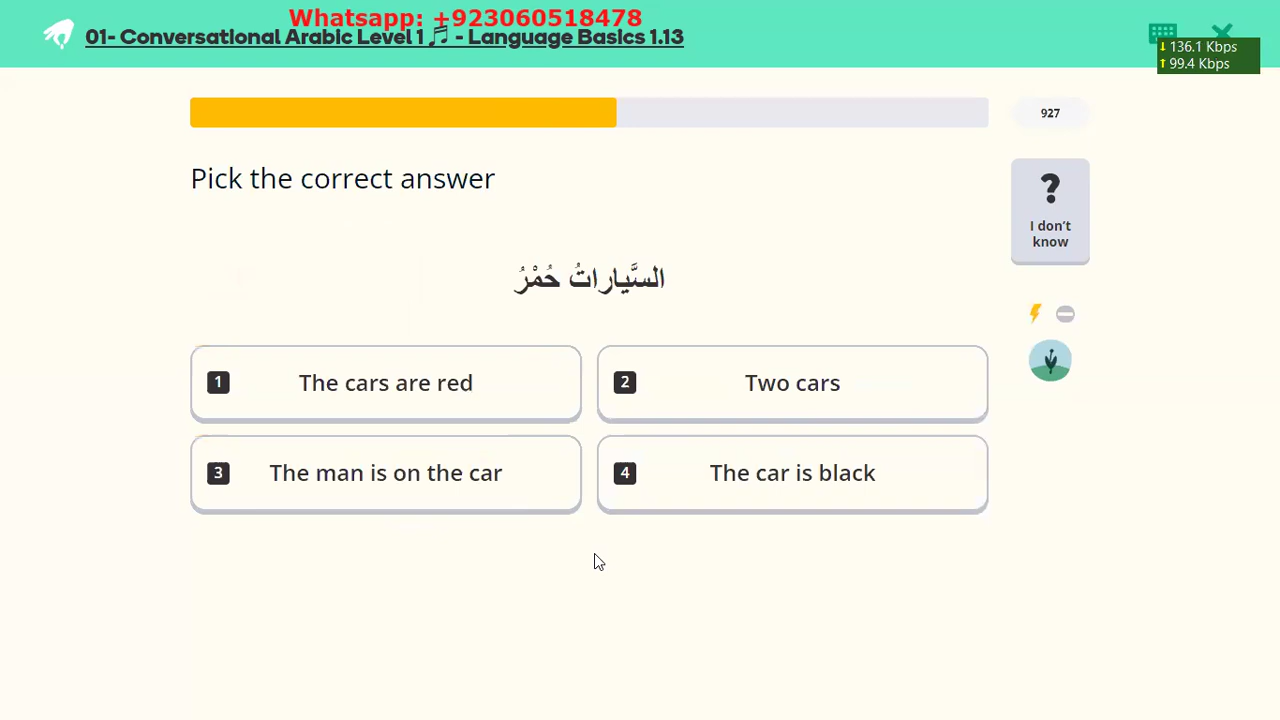 Whatsapp: +923060518478
01- Conversational Arabic Level 1 🎵 - Language Basics 1.13
↓ 136.1 Kbps
↑ 99.4 Kbps
927
Pick the correct answer
?
I don't
know
السَّياراتُ حُمْرُ
1 The cars are red
2 Two cars
3 The man is on the car
4 The car is black